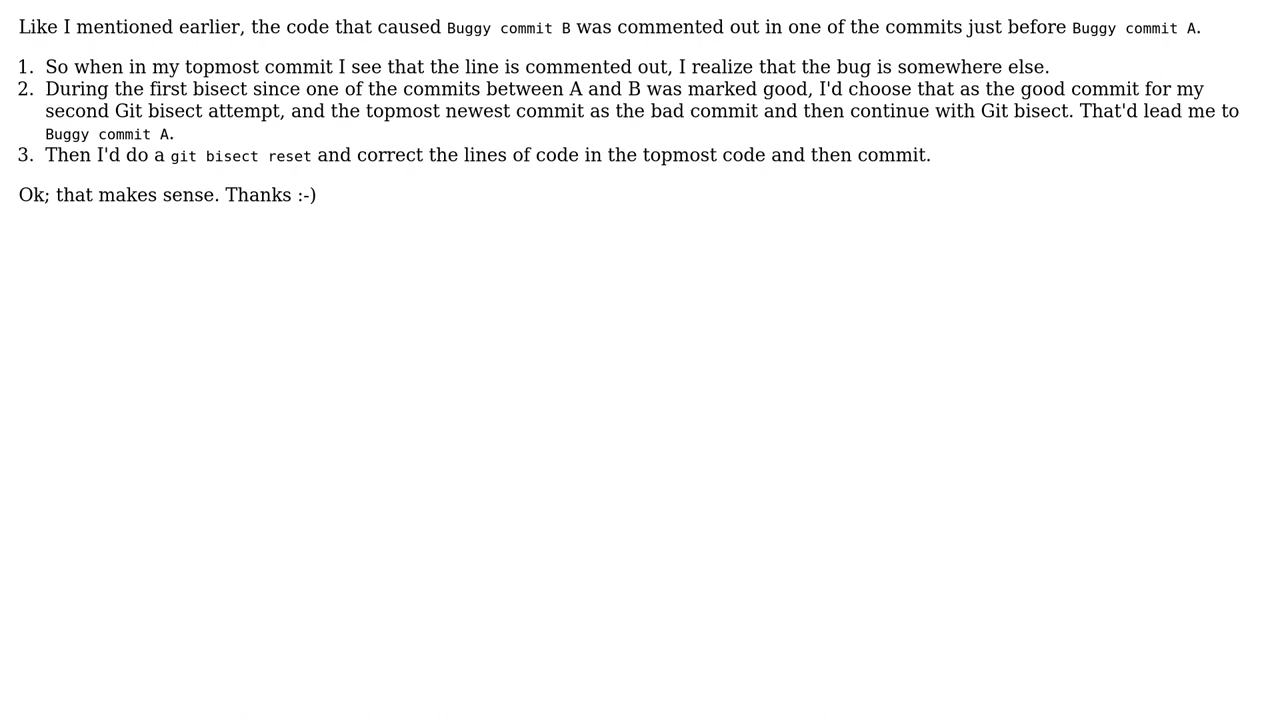 Like I mentioned earlier, the code that caused Buggy commit B was commented out in one of the commits just before Buggy commit A.
1. So when in my topmost commit I see that the line is commented out, I realize that the bug is somewhere else.
2. During the first bisect since one of the commits between A and B was marked good, I'd choose that as the good commit for my
second Git bisect attempt, and the topmost newest commit as the bad commit and then continue with Git bisect. That'd lead me to
Buggy commit A.
3. Then I'd do a git bisect reset and correct the lines of code in the topmost code and then commit.
Ok; that makes sense. Thanks :-)